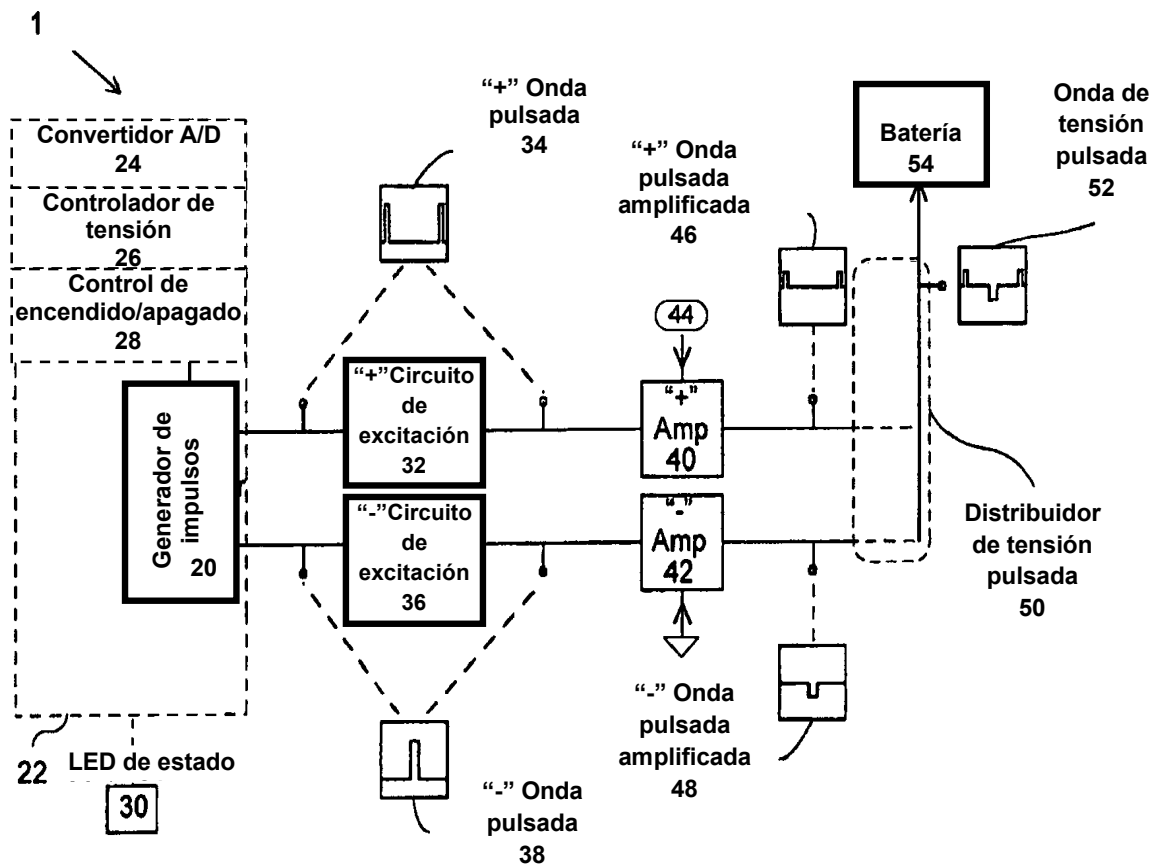 1
Convertidor A/D
24
Controlador de
tensión
26
Control de
encendido/apagado
28
Generador de
impulsos
20
22
LED de estado
30
“+” Onda
pulsada
34
“+”Circuito
de
excitación
32
“-”Circuito
de
excitación
36
“-” Onda
pulsada
38
“+” Onda
pulsada
amplificada
46
44
“+”
Amp
40
“-”
Amp
42
“-” Onda
pulsada
amplificada
48
Batería
54
Onda de
tensión
pulsada
52
Distribuidor
de tensión
pulsada
50